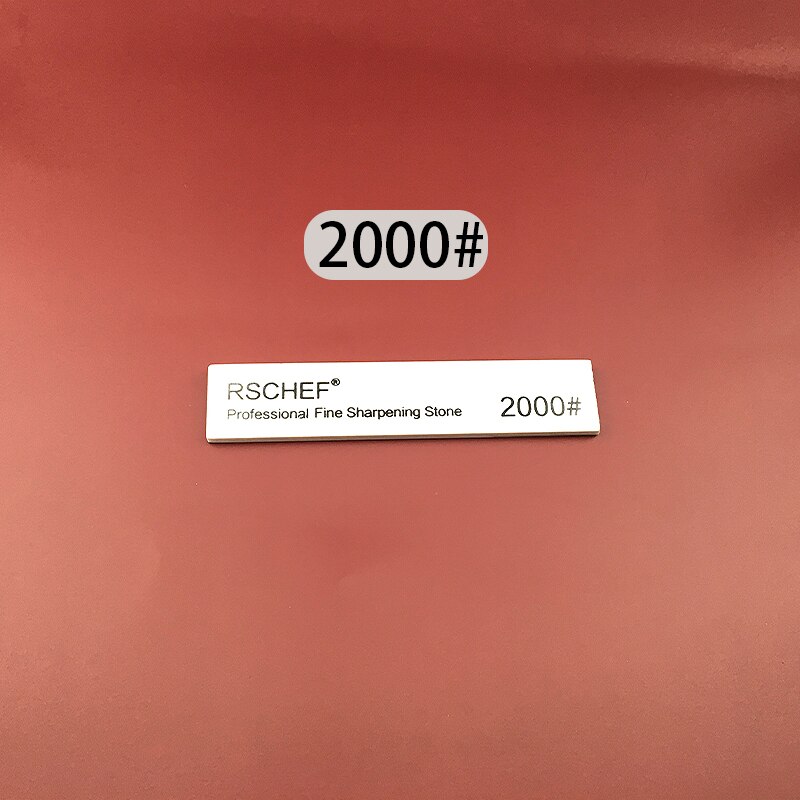 2000#
RSCHEF®
Professional Fine Sharpening Stone
2000#